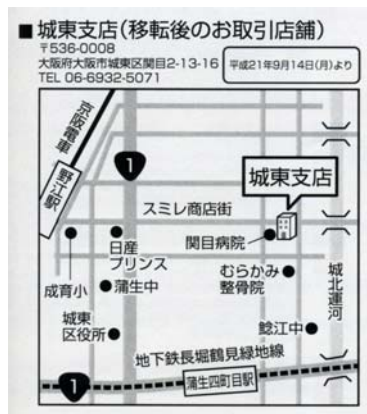 ■城東支店(移転後のお取引店舗)
〒536-0008
大阪府大阪市城東区関目2-13-16
TEL 06-6932-5071
平成21年9月14日(月)より
京阪電車
野江駅
1
城東支店
スミレ商店街
日産
プリンス
関目病院
成育小
蒲生中
むらかみ
整骨院
城北運河
城東
区役所
鯰江中
地下鉄長堀鶴見緑地線
1
蒲生四町目駅